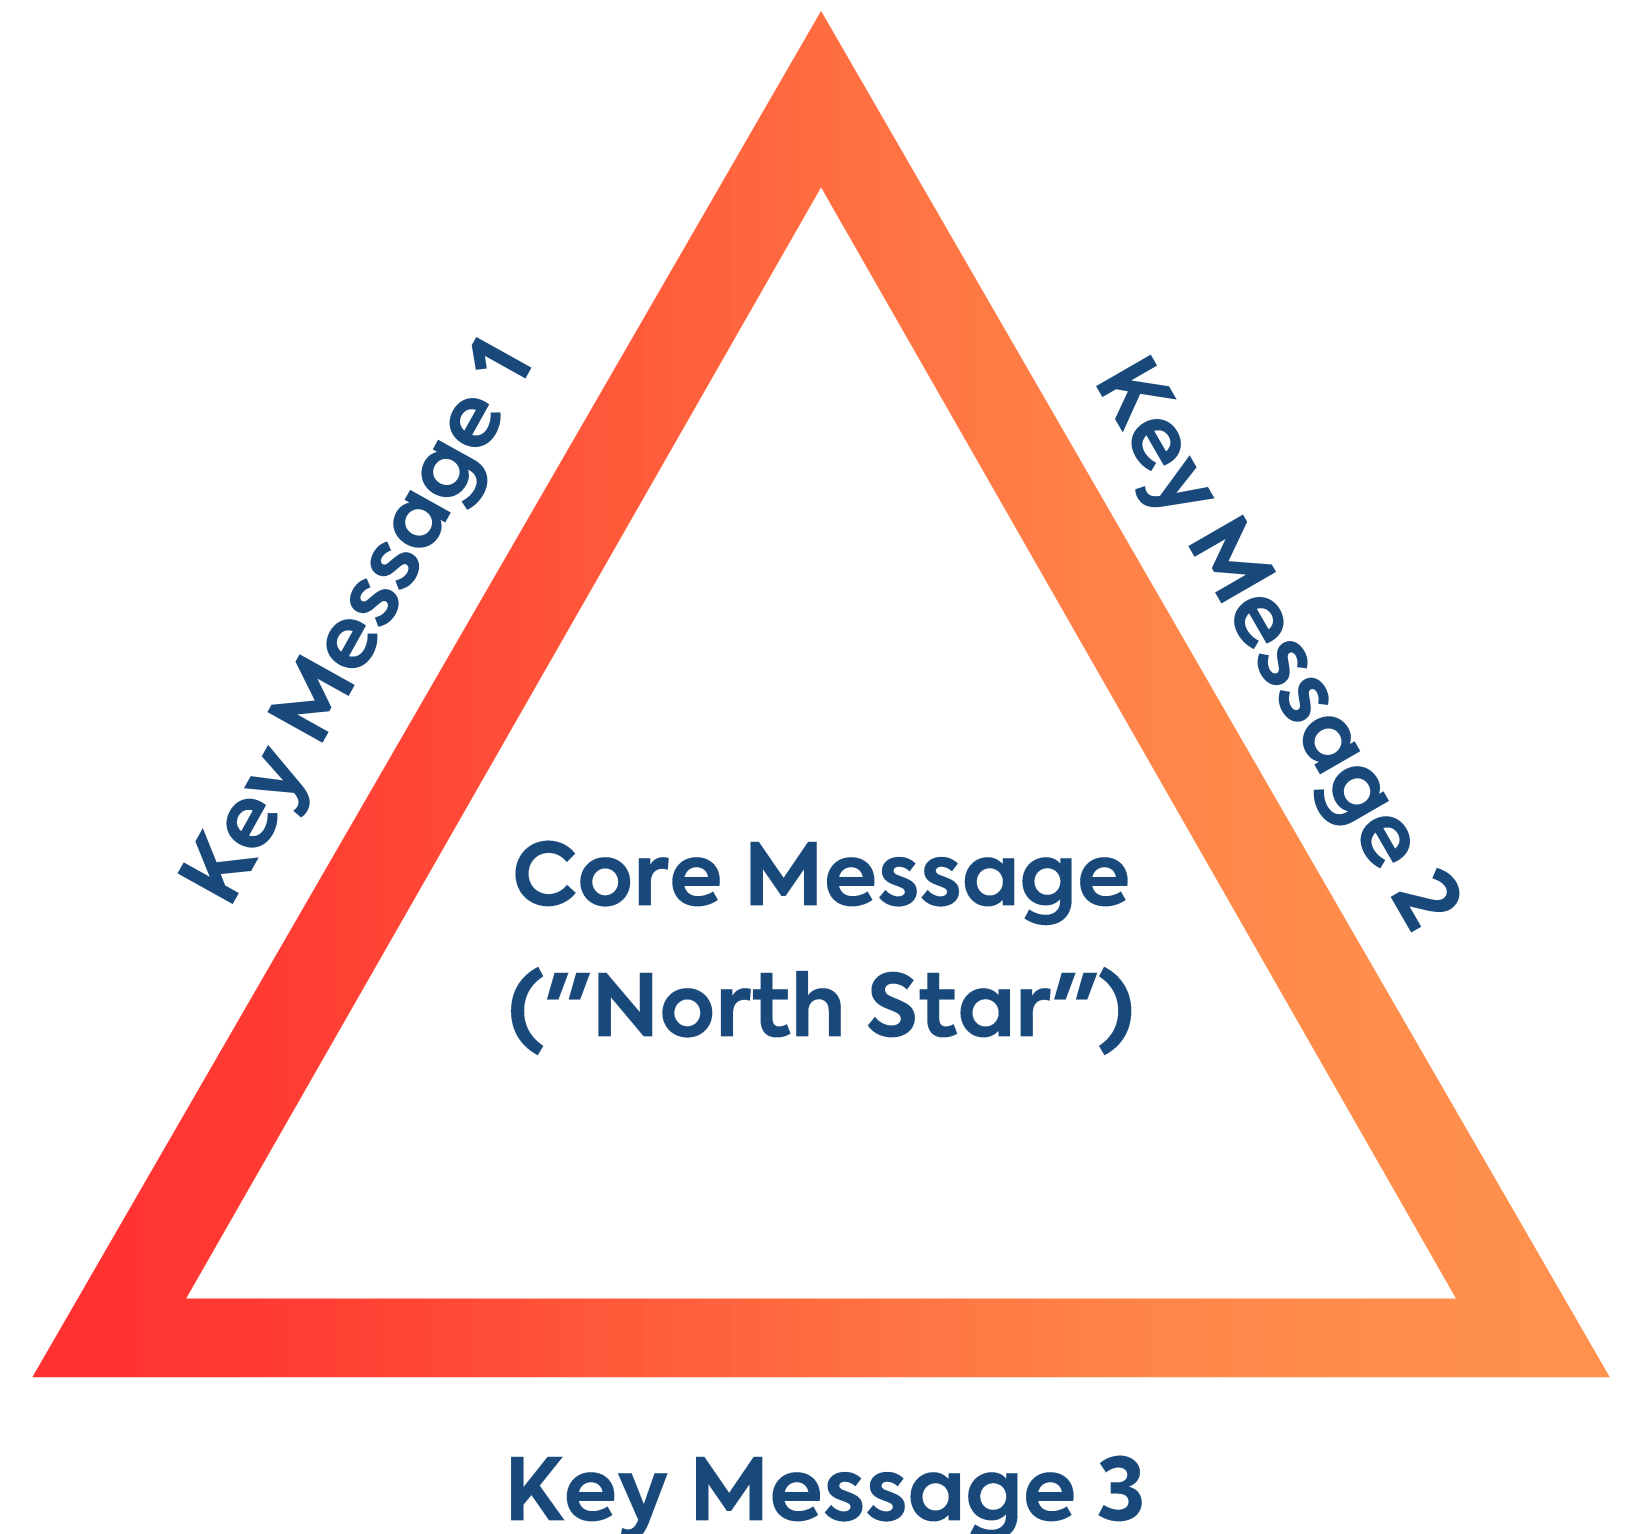 Key Message 1
Key Message 2
Core Message
("North Star")
Key Message 3